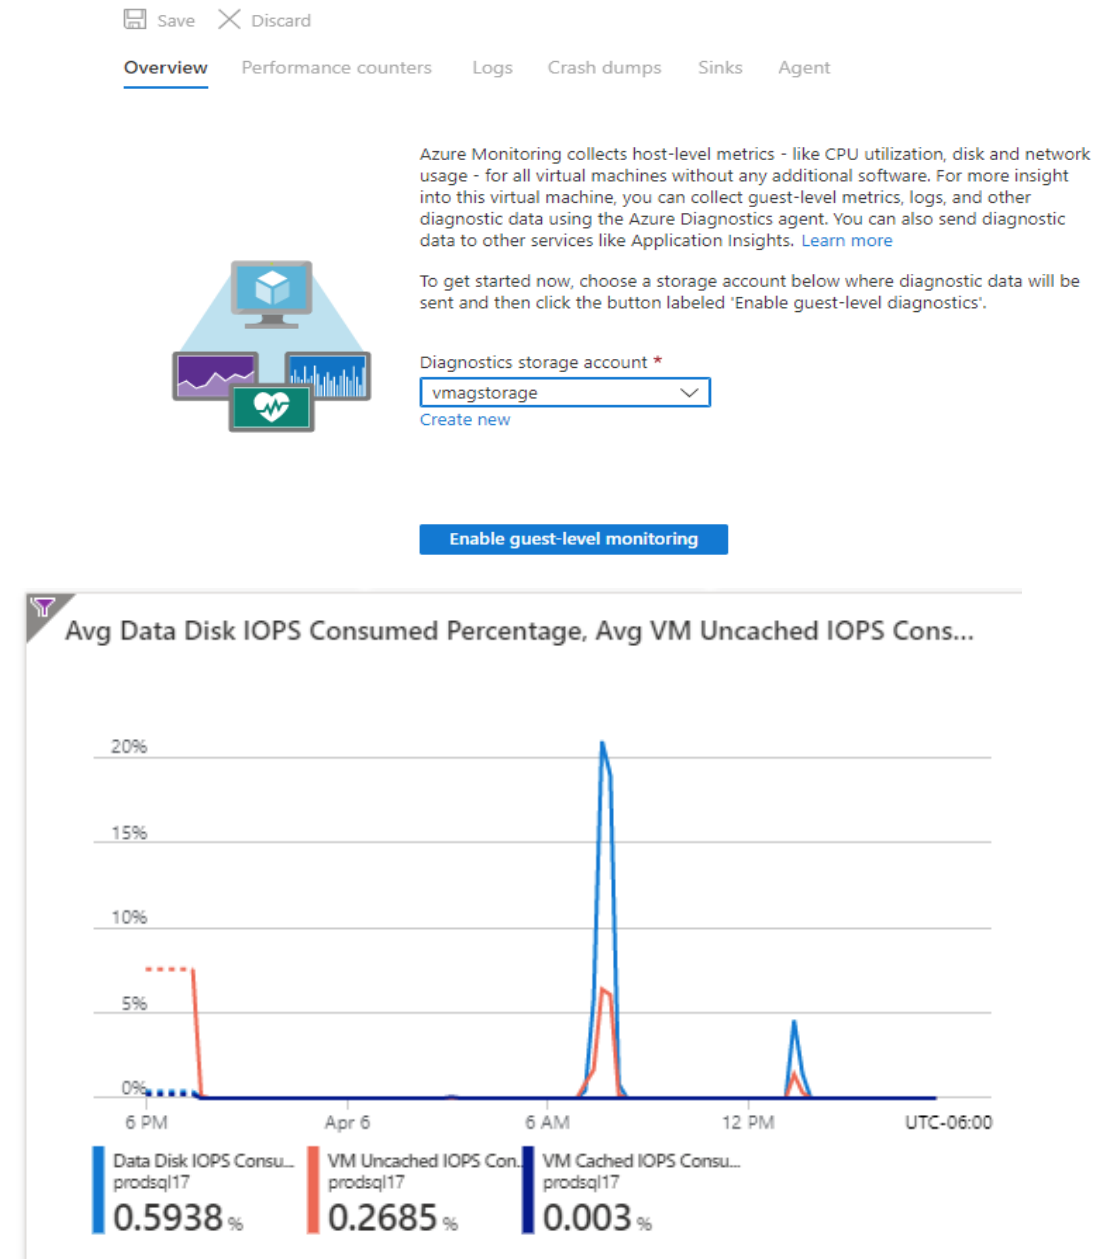 Save Discard
Overview Performance counters Logs Crash dumps Sinks Agent
Azure Monitoring collects host-level metrics - like CPU utilization, disk and network
usage - for all virtual machines without any additional software. For more insight
into this virtual machine, you can collect guest-level metrics, logs, and other
diagnostic data using the Azure Diagnostics agent. You can also send diagnostic
data to other services like Application Insights. Learn more
To get started now, choose a storage account below where diagnostic data will be
sent and then click the button labeled 'Enable guest-level diagnostics'.
Diagnostics storage account *
vmagstorage
Create new
Enable guest-level monitoring
Avg Data Disk IOPS Consumed Percentage, Avg VM Uncached IOPS Cons...
20%
15%
10%
5%
0%
6 PM Apr 6 6 AM 12 PM UTC-06:00
Data Disk IOPS Consu... VM Uncached IOPS Con... VM Cached IOPS Consu...
prodsql17 prodsql17 prodsql17
0.5938 % 0.2685 % 0.003 %